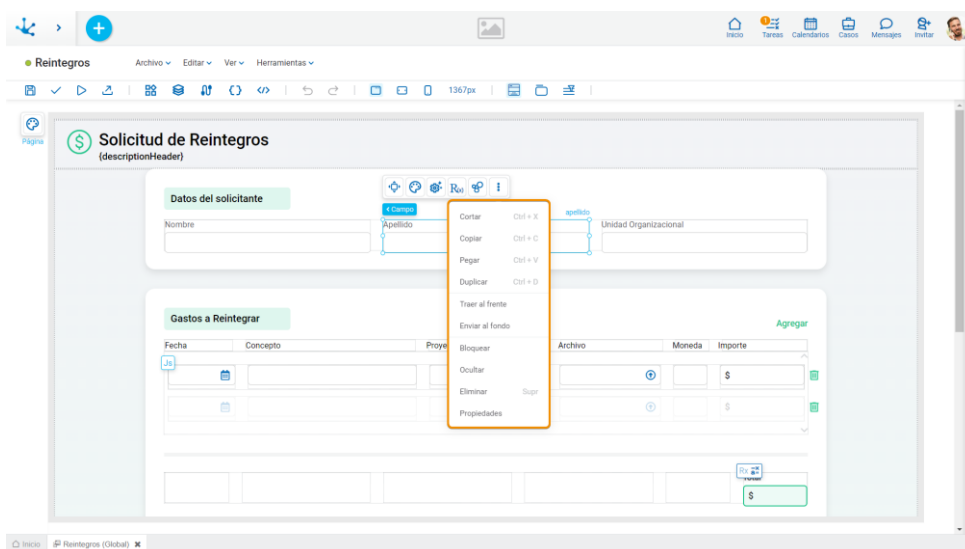 1
Inicio Tareas Calendarios Casos Mensajes Invitar
Reintegros Archivo Editar Ver Herramientas
1367px
Página
Solicitud de Reintegros
{descriptionHeader}
Datos del solicitante
Campo
apellido
Nombre Apellido Unidad Organizacional
Cortar Ctrl + X
Copiar Ctrl + C
Pegar Ctrl + V
Duplicar Ctrl + D
Traer al frente
Enviar al fondo
Bloquear
Ocultar
Eliminar Supr
Propiedades
Gastos a Reintegrar
Agregar
Fecha Concepto Proye Archivo Moneda Importe
Js
$
$
Rx
Total
$
Inicio Reintegros (Global)